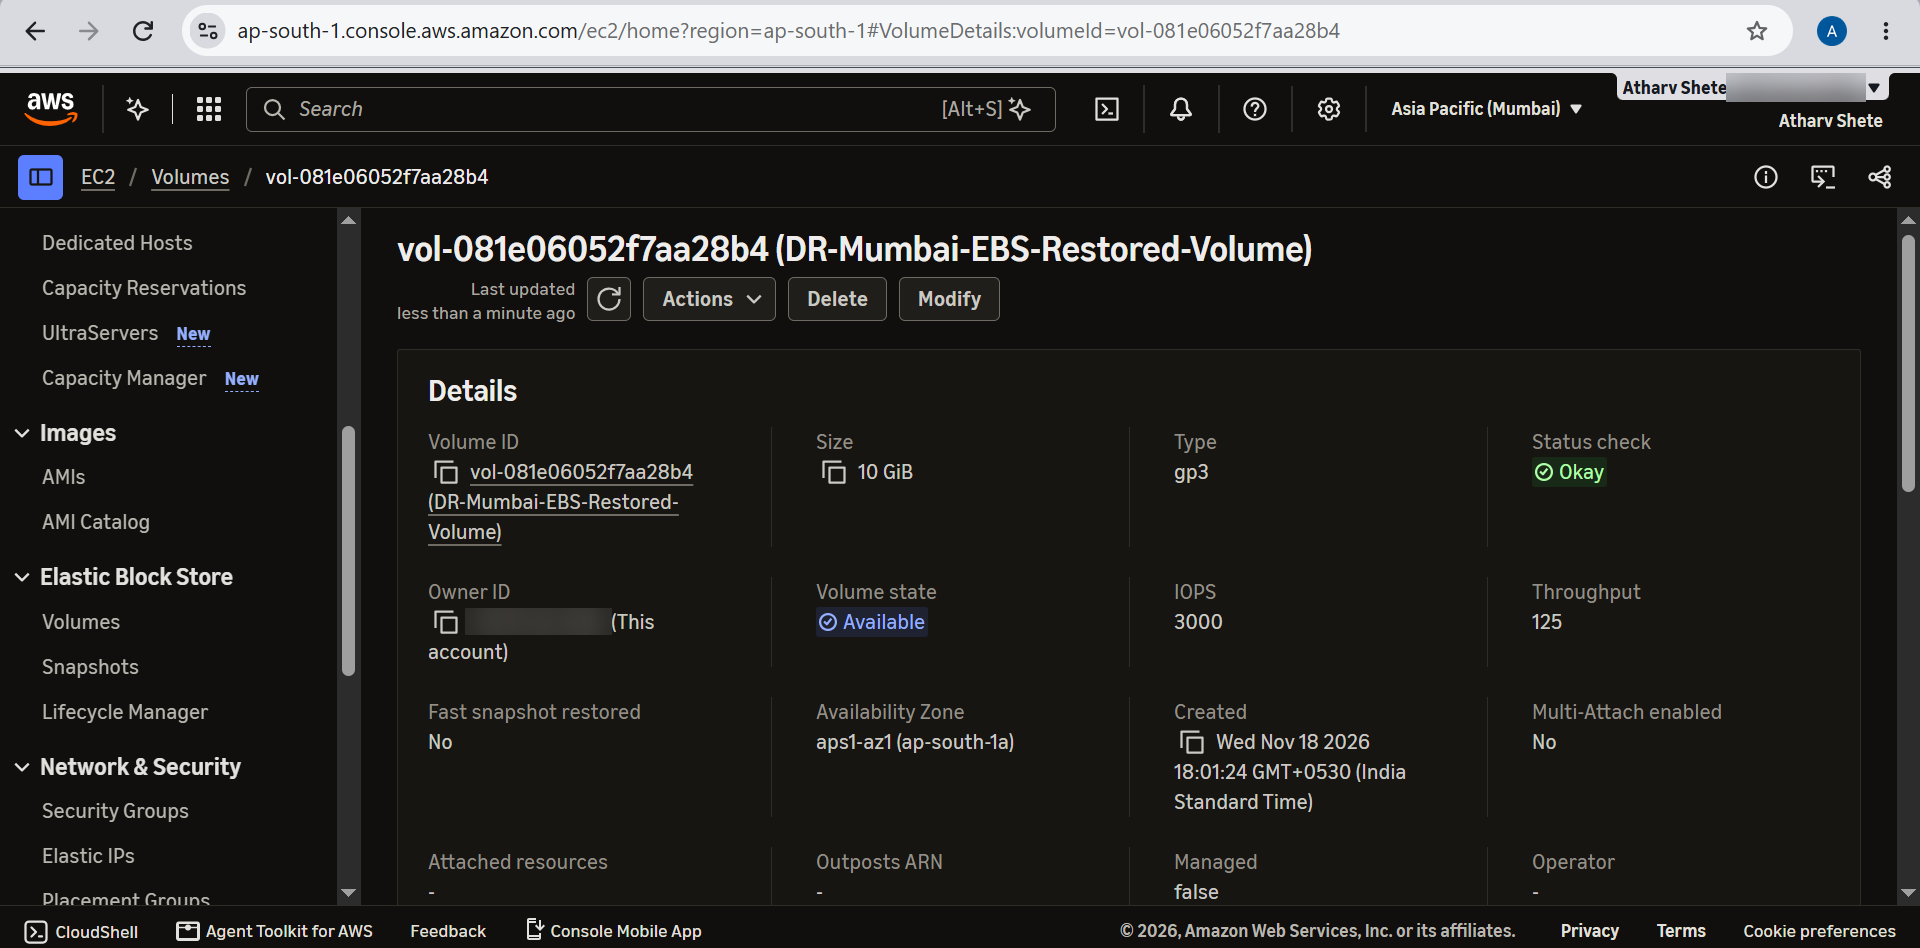 ap-south-1.console.aws.amazon.com/ec2/home?region=ap-south-1#VolumeDetails:volumeId=vol-081e06052f7aa28b4
A
aws
Search
[Alt+S]
Asia Pacific (Mumbai)
Atharv Shete
Atharv Shete
EC2 / Volumes / vol-081e06052f7aa28b4
Dedicated Hosts
Capacity Reservations
UltraServers New
Capacity Manager New
Images
AMIs
AMI Catalog
Elastic Block Store
Volumes
Snapshots
Lifecycle Manager
Network & Security
Security Groups
Elastic IPs
Placement Groups
vol-081e06052f7aa28b4 (DR-Mumbai-EBS-Restored-Volume)
Last updated
less than a minute ago
Actions
Delete
Modify
Details
Volume ID
vol-081e06052f7aa28b4
(DR-Mumbai-EBS-Restored-
Volume)
Size
10 GiB
Type
gp3
Status check
Okay
Owner ID
(This
account)
Volume state
Available
IOPS
3000
Throughput
125
Fast snapshot restored
No
Availability Zone
aps1-az1 (ap-south-1a)
Created
Wed Nov 18 2026
18:01:24 GMT+0530 (India
Standard Time)
Multi-Attach enabled
No
Attached resources
-
Outposts ARN
-
Managed
false
Operator
-
CloudShell
Agent Toolkit for AWS
Feedback
Console Mobile App
© 2026, Amazon Web Services, Inc. or its affiliates.
Privacy
Terms
Cookie preferences